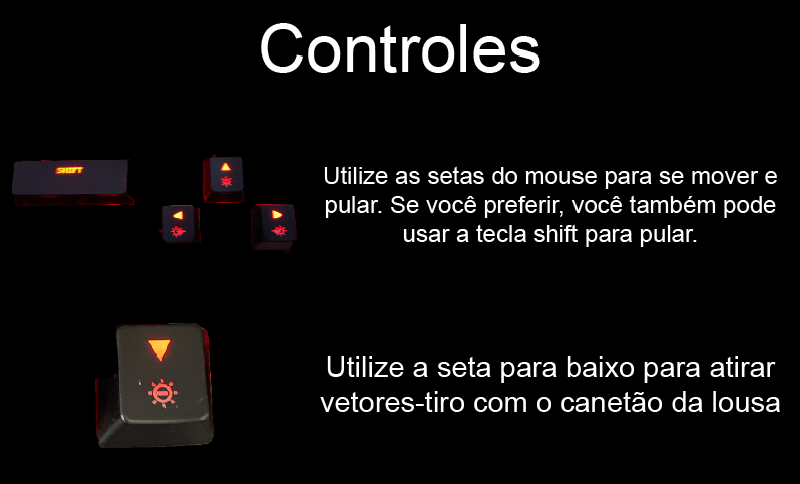 Controles
SHIFT
Utilize as setas do mouse para se mover e
pular. Se você preferir, você também pode
usar a tecla shift para pular.
Utilize a seta para baixo para atirar
vetores-tiro com o canetão da lousa